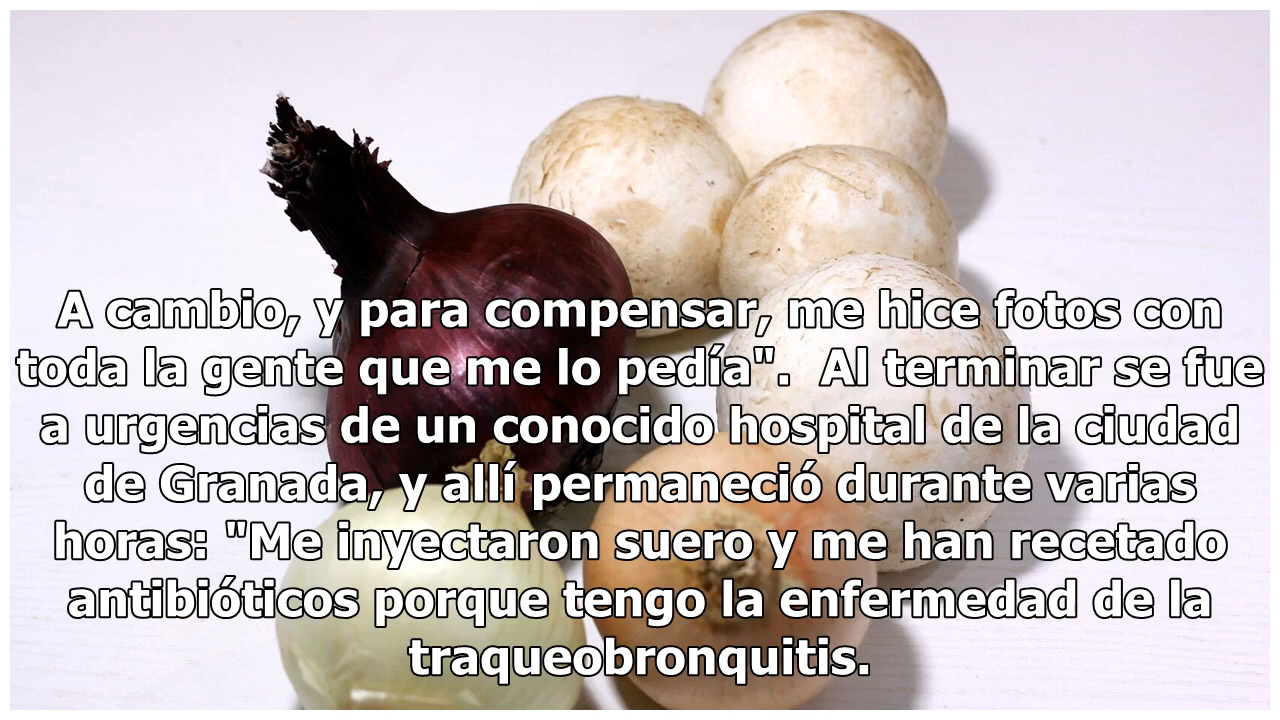 A cambio, y para compensar, me hice fotos con
toda la gente que me lo pedía".  Al terminar se fue
a urgencias de un conocido hospital de la ciudad
de Granada, y allí permaneció durante varias
horas: "Me inyectaron suero y me han recetado
antibióticos porque tengo la enfermedad de la
traqueobronquitis.